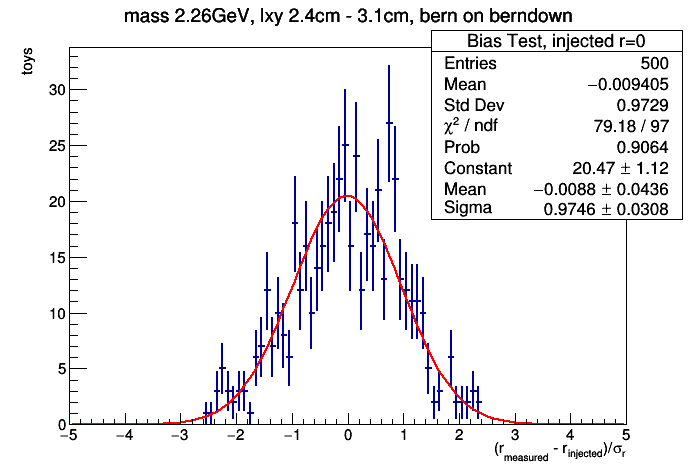 mass 2.26GeV, lxy 2.4cm - 3.1cm, bern on berndown
Bias Test, injected r=0
Entries 500
Mean −0.009405
Std Dev 0.9729
χ² / ndf 79.18 / 97
Prob 0.9064
Constant 20.47 ± 1.12
Mean −0.0088 ± 0.0436
Sigma 0.9746 ± 0.0308
toys
30
25
20
15
10
5
0
−5 −4 −3 −2 −1 0 1 2 3 4 5
(r_measured - r_injected)/σ_r